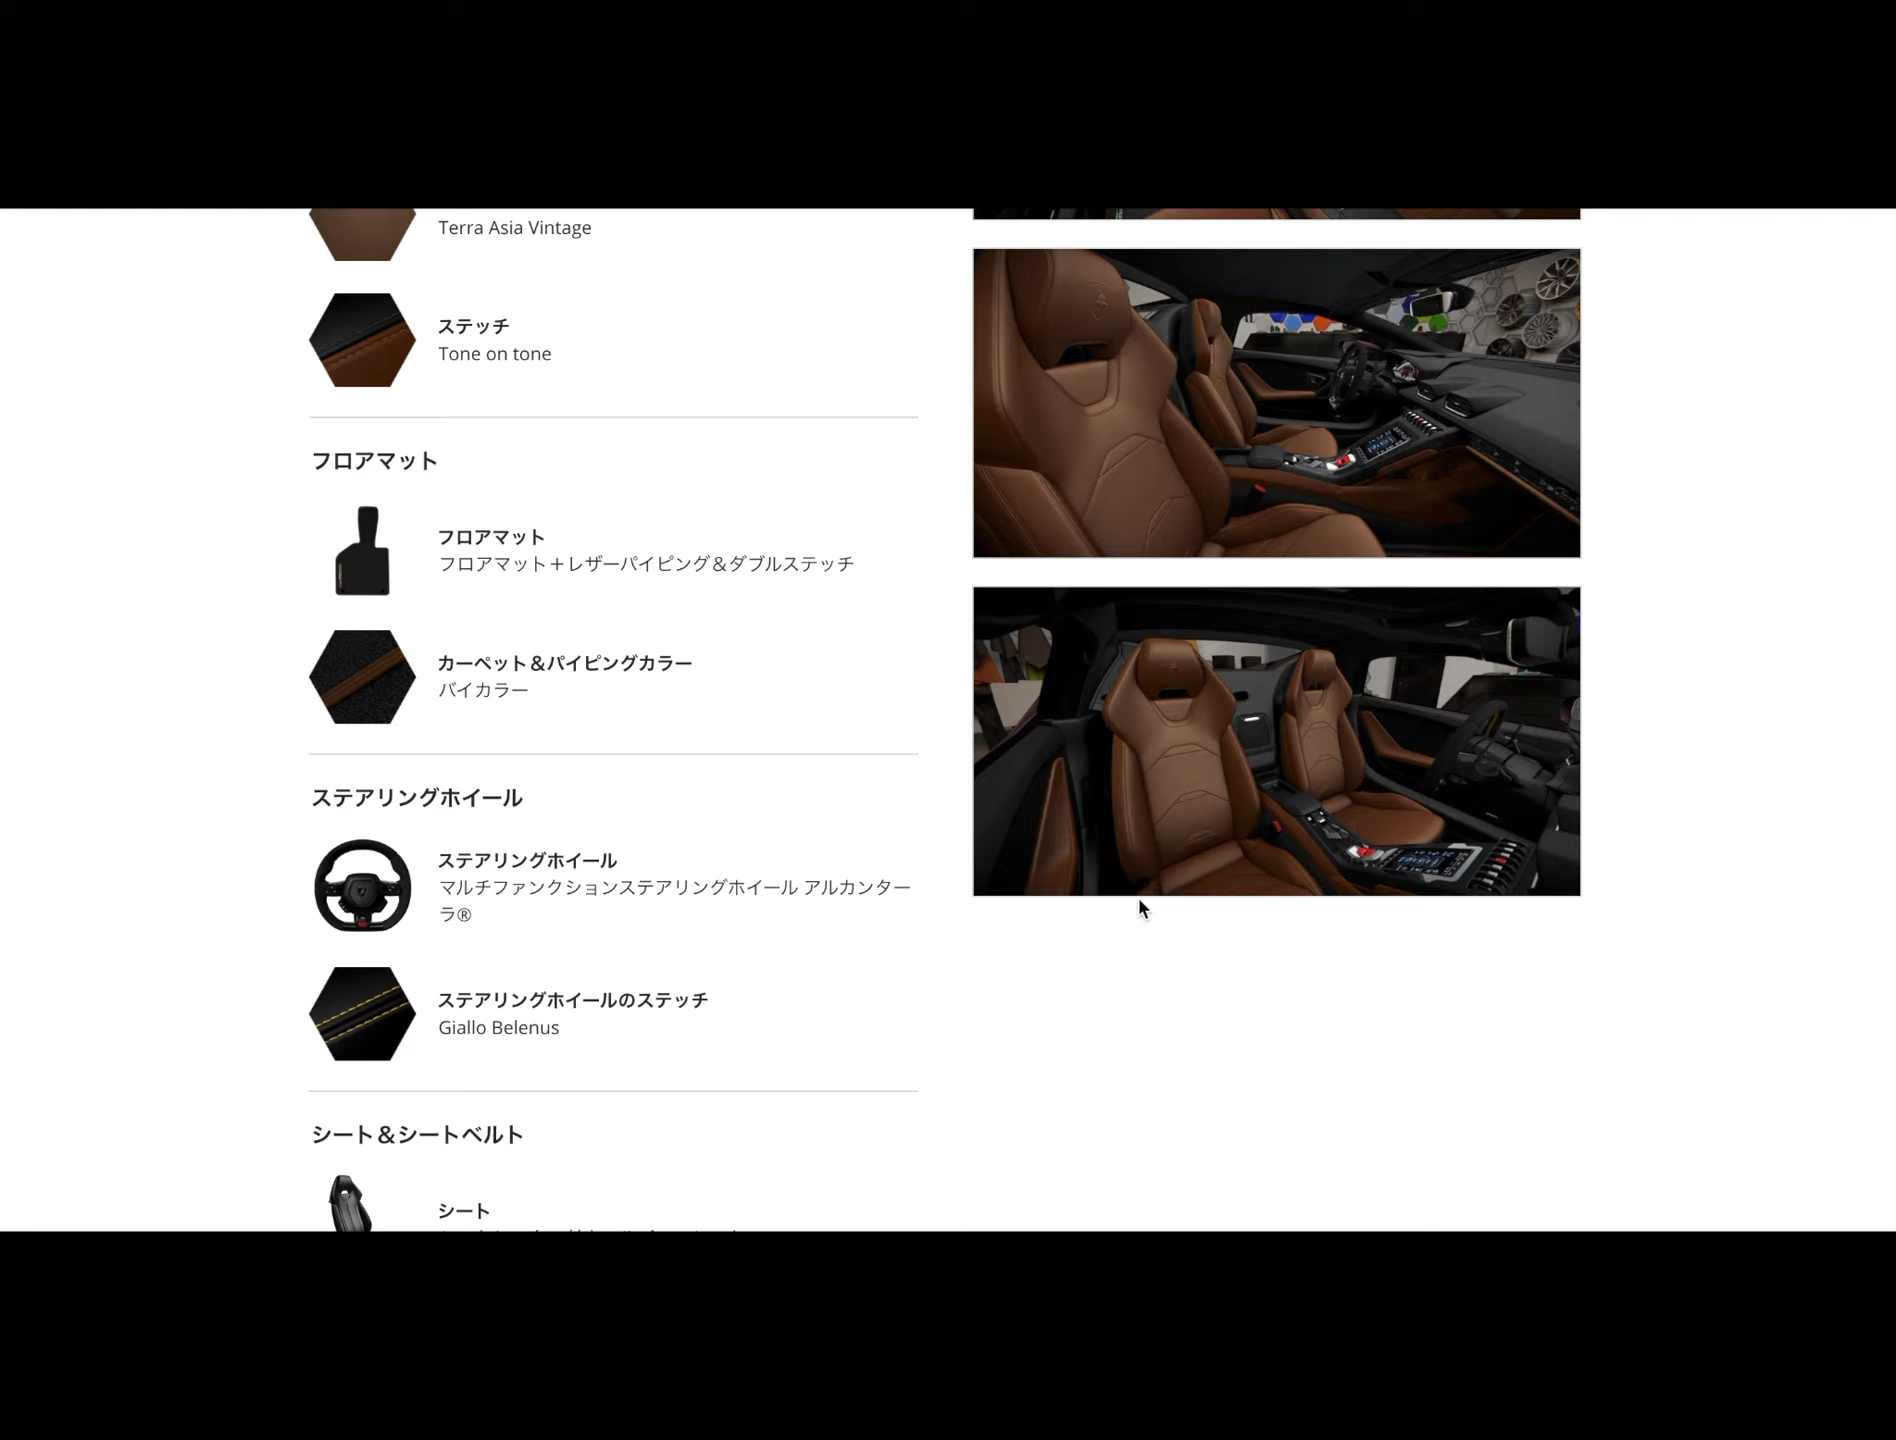 Terra Asia Vintage
ステッチ
Tone on tone
フロアマット
フロアマット
フロアマット＋レザーパイピング＆ダブルステッチ
カーペット＆パイピングカラー
バイカラー
ステアリングホイール
ステアリングホイール
マルチファンクションステアリングホイール アルカンター
ラ®
ステアリングホイールのステッチ
Giallo Belenus
シート＆シートベルト
シート